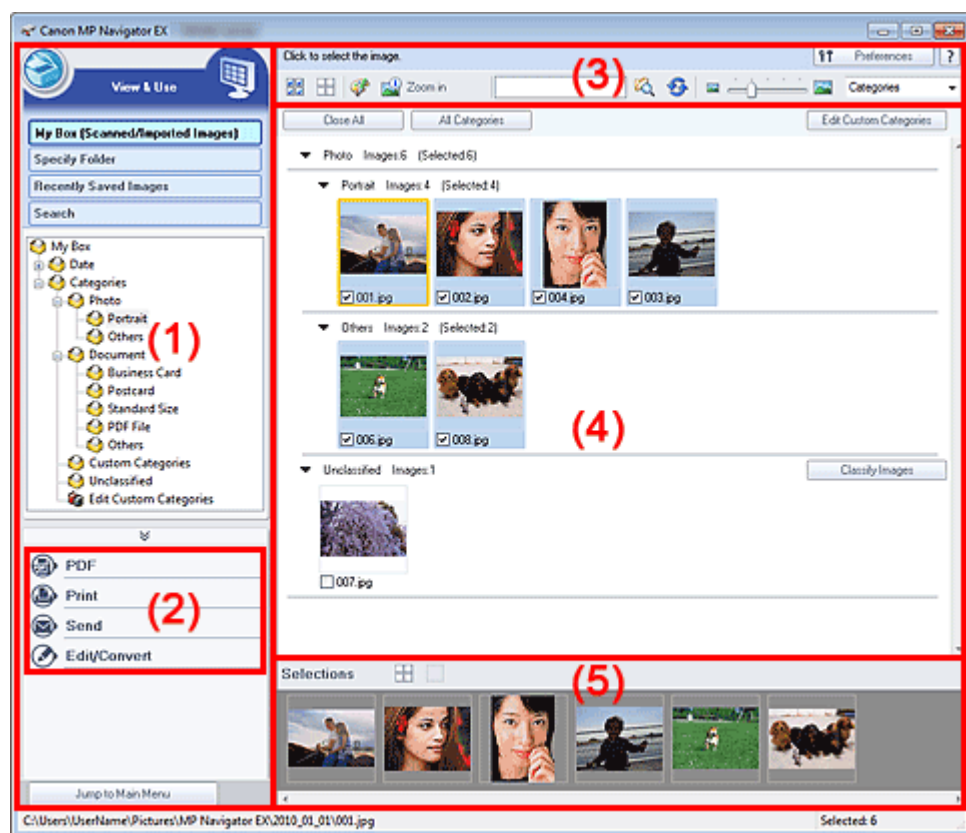 Canon MP Navigator EX
View & Use
My Box (Scanned/Imported Images)
Specify Folder
Recently Saved Images
Search
My Box
Date
Categories
Photo
Portrait
Others
Document
Business Card
Postcard
Standard Size
PDF File
Others
Custom Categories
Unclassified
Edit Custom Categories
(1)
PDF
Print
Send
Edit/Convert
(2)
Jump to Main Menu
Click to select the image.
Preferences
?
Zoom in
Categories
(3)
Close All
All Categories
Edit Custom Categories
Photo Images:6 (Selected:6)
Portrait Images:4 (Selected:4)
001.jpg
002.jpg
004.jpg
003.jpg
Others Images:2 (Selected:2)
006.jpg
008.jpg
(4)
Unclassified Images:1
Classify Images
007.jpg
Selections
(5)
C:\Users\UserName\Pictures\MP Navigator EX\2010_01_01\001.jpg
Selected: 6